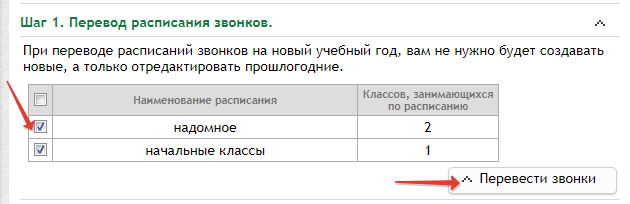 Шаг 1. Перевод расписания звонков.
При переводе расписаний звонков на новый учебный год, вам не нужно будет создавать
новые, а только отредактировать прошлогодние.
Наименование расписания
Классов, занимающихся
по расписанию
надомное 2
начальные классы 1
Перевести звонки